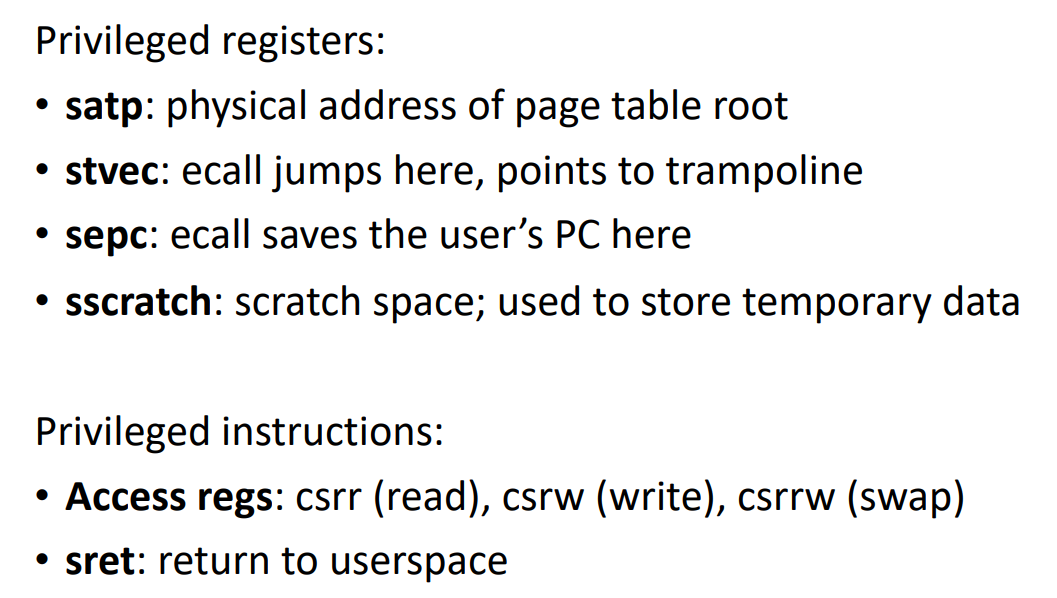 Privileged registers:
• satp: physical address of page table root
• stvec: ecall jumps here, points to trampoline
• sepc: ecall saves the user’s PC here
• sscratch: scratch space; used to store temporary data
Privileged instructions:
• Access regs: csrr (read), csrw (write), csrrw (swap)
• sret: return to userspace